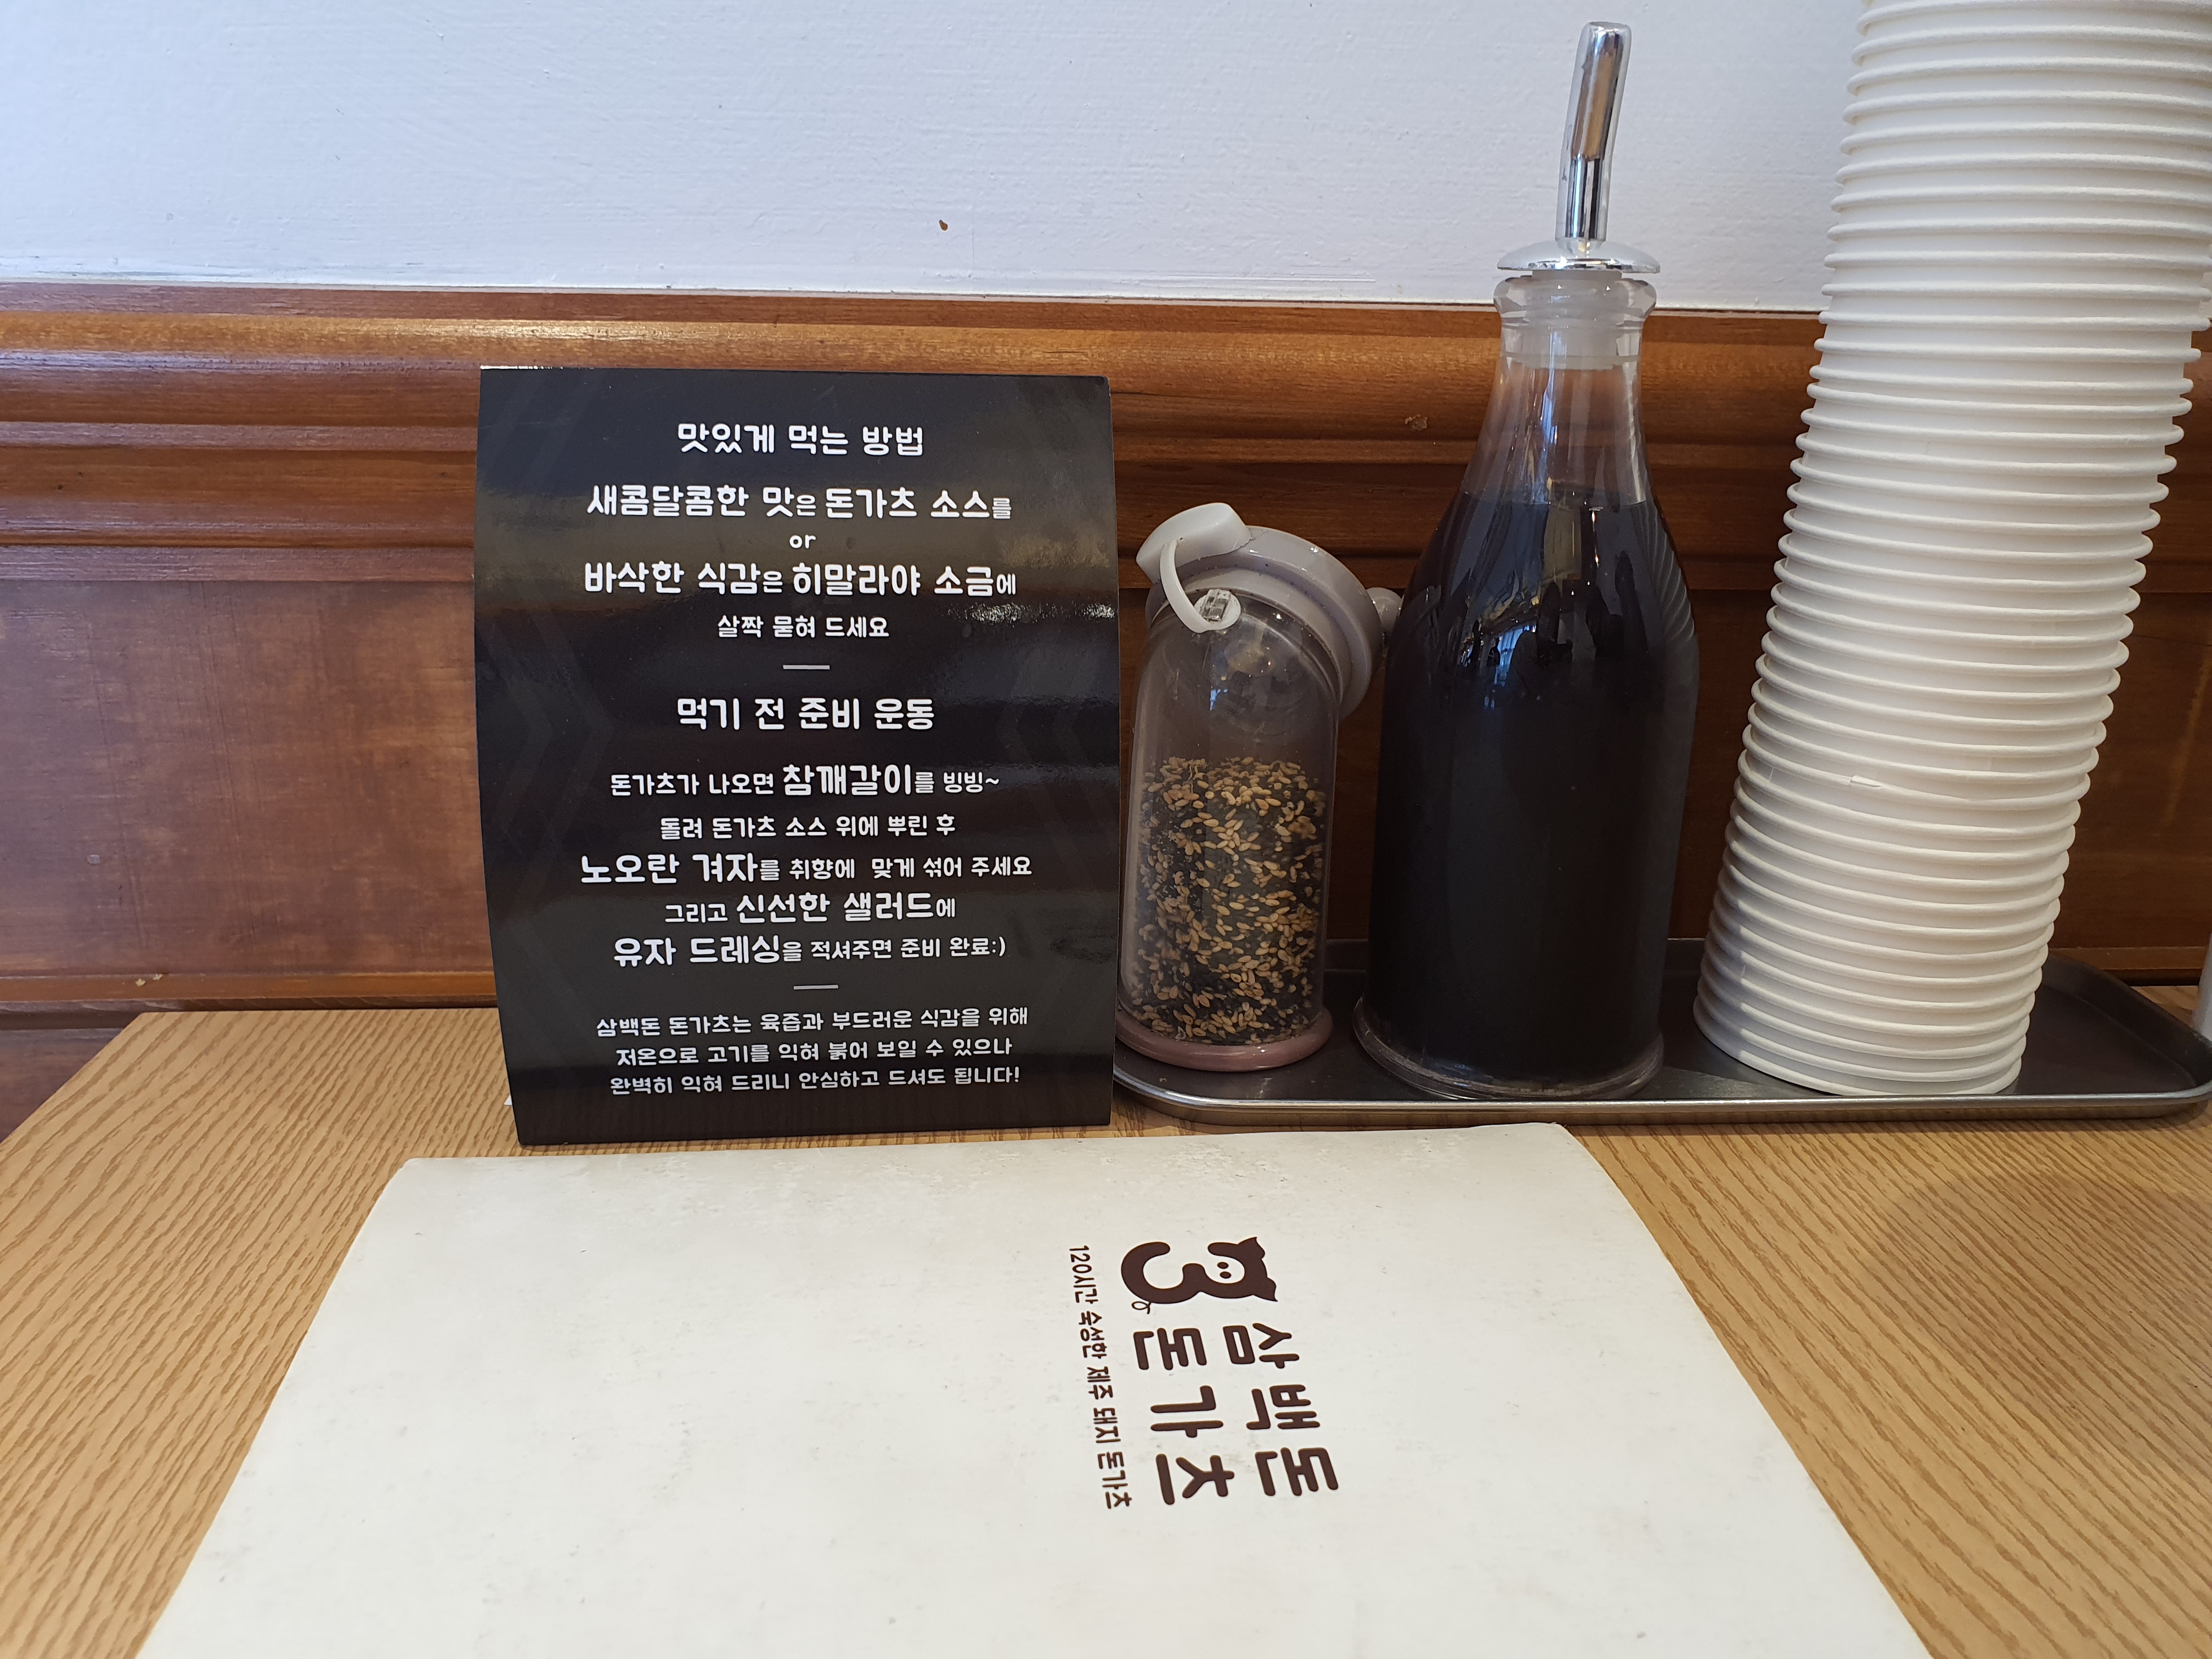 맛있게 먹는 방법
새콤달콤한 맛은 돈가츠 소스를
or
바삭한 식감은 히말라야 소금에
살짝 묻혀 드세요
먹기 전 준비 운동
돈가츠가 나오면 참깨갈이를 빙빙~
돌려 돈가츠 소스 위에 뿌린 후
노오란 겨자를 취향에 맞게 섞어 주세요
그리고 신선한 샐러드에
유자 드레싱을 적셔주면 준비 완료:)
삼백돈 돈가츠는 육즙과 부드러운 식감을 위해
저온으로 고기를 익혀 붉어 보일 수 있으나
완벽히 익혀 드리니 안심하고 드셔도 됩니다!
삼백돈
돈가츠
120시간 숙성한 제주 돼지 돈가츠